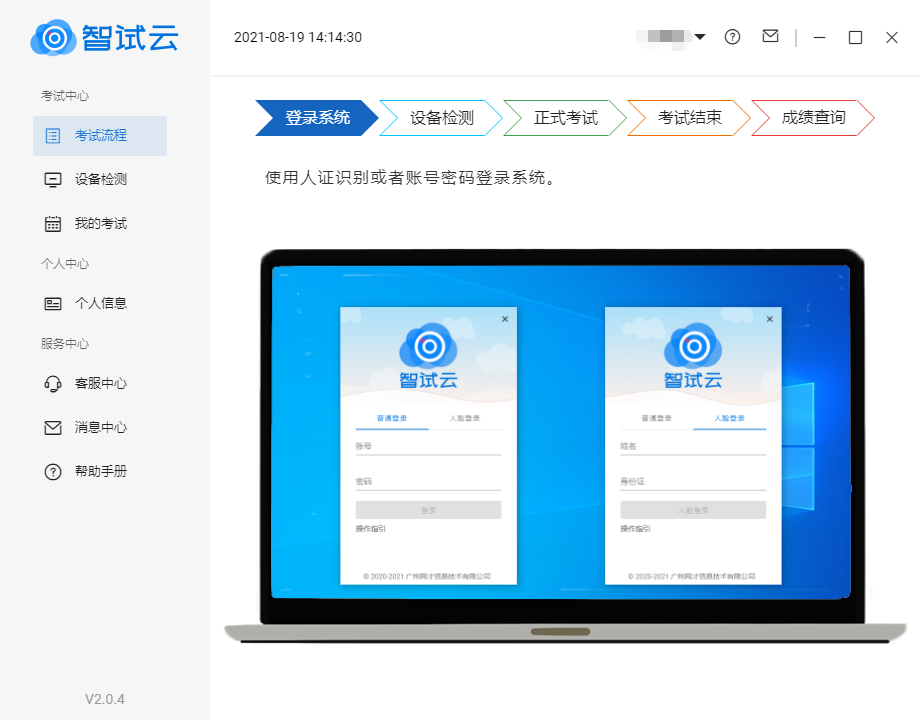 智试云
2021-08-19 14:14:30
考试中心
考试流程
设备检测
我的考试
个人中心
个人信息
服务中心
客服中心
消息中心
帮助手册
V2.0.4
登录系统
设备检测
正式考试
考试结束
成绩查询
使用人证识别或者账号密码登录系统。
智试云
普通登录 人脸登录
账号
密码
登录
操作指引
© 2020-2021 广州网才信息技术有限公司
智试云
普通登录 人脸登录
姓名
身份证
人脸登录
操作指引
© 2020-2021 广州网才信息技术有限公司